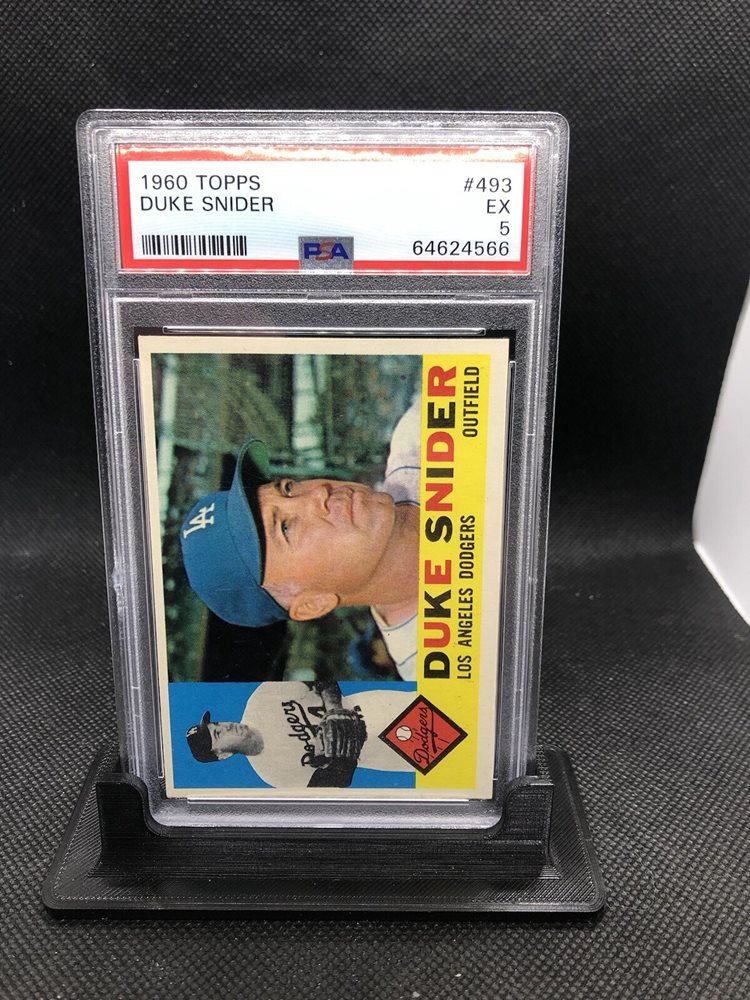 1960 TOPPS #493
DUKE SNIDER EX
5
PSA 64624566
LA
DUKE SNIDER
LOS ANGELES DODGERS OUTFIELD
Dodgers
Dodgers